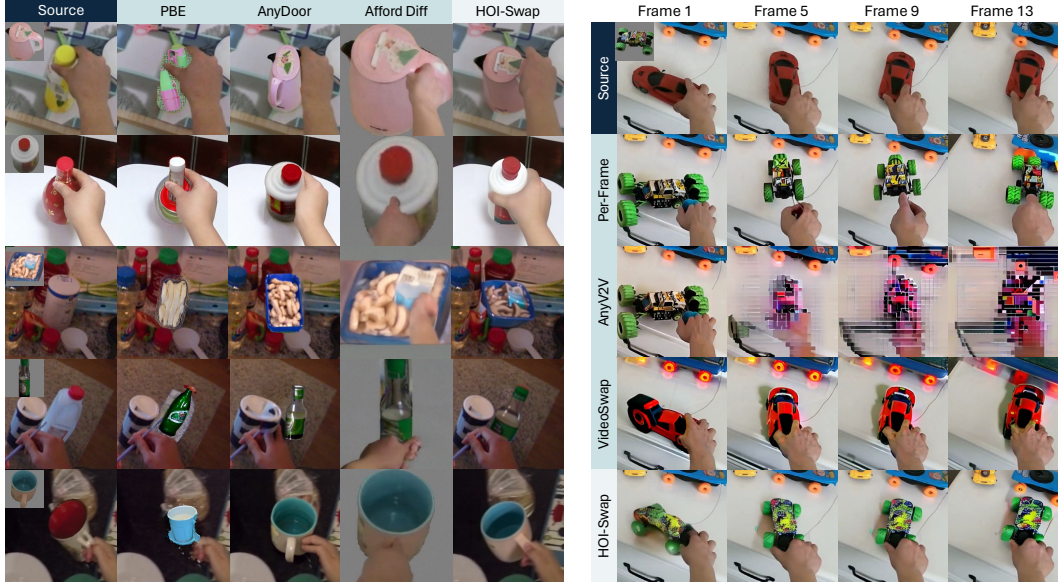 Source PBE AnyDoor Afford Diff HOI-Swap
Frame 1 Frame 5 Frame 9 Frame 13
Source
Per-Frame
AnyV2V
VideoSwap
HOI-Swap